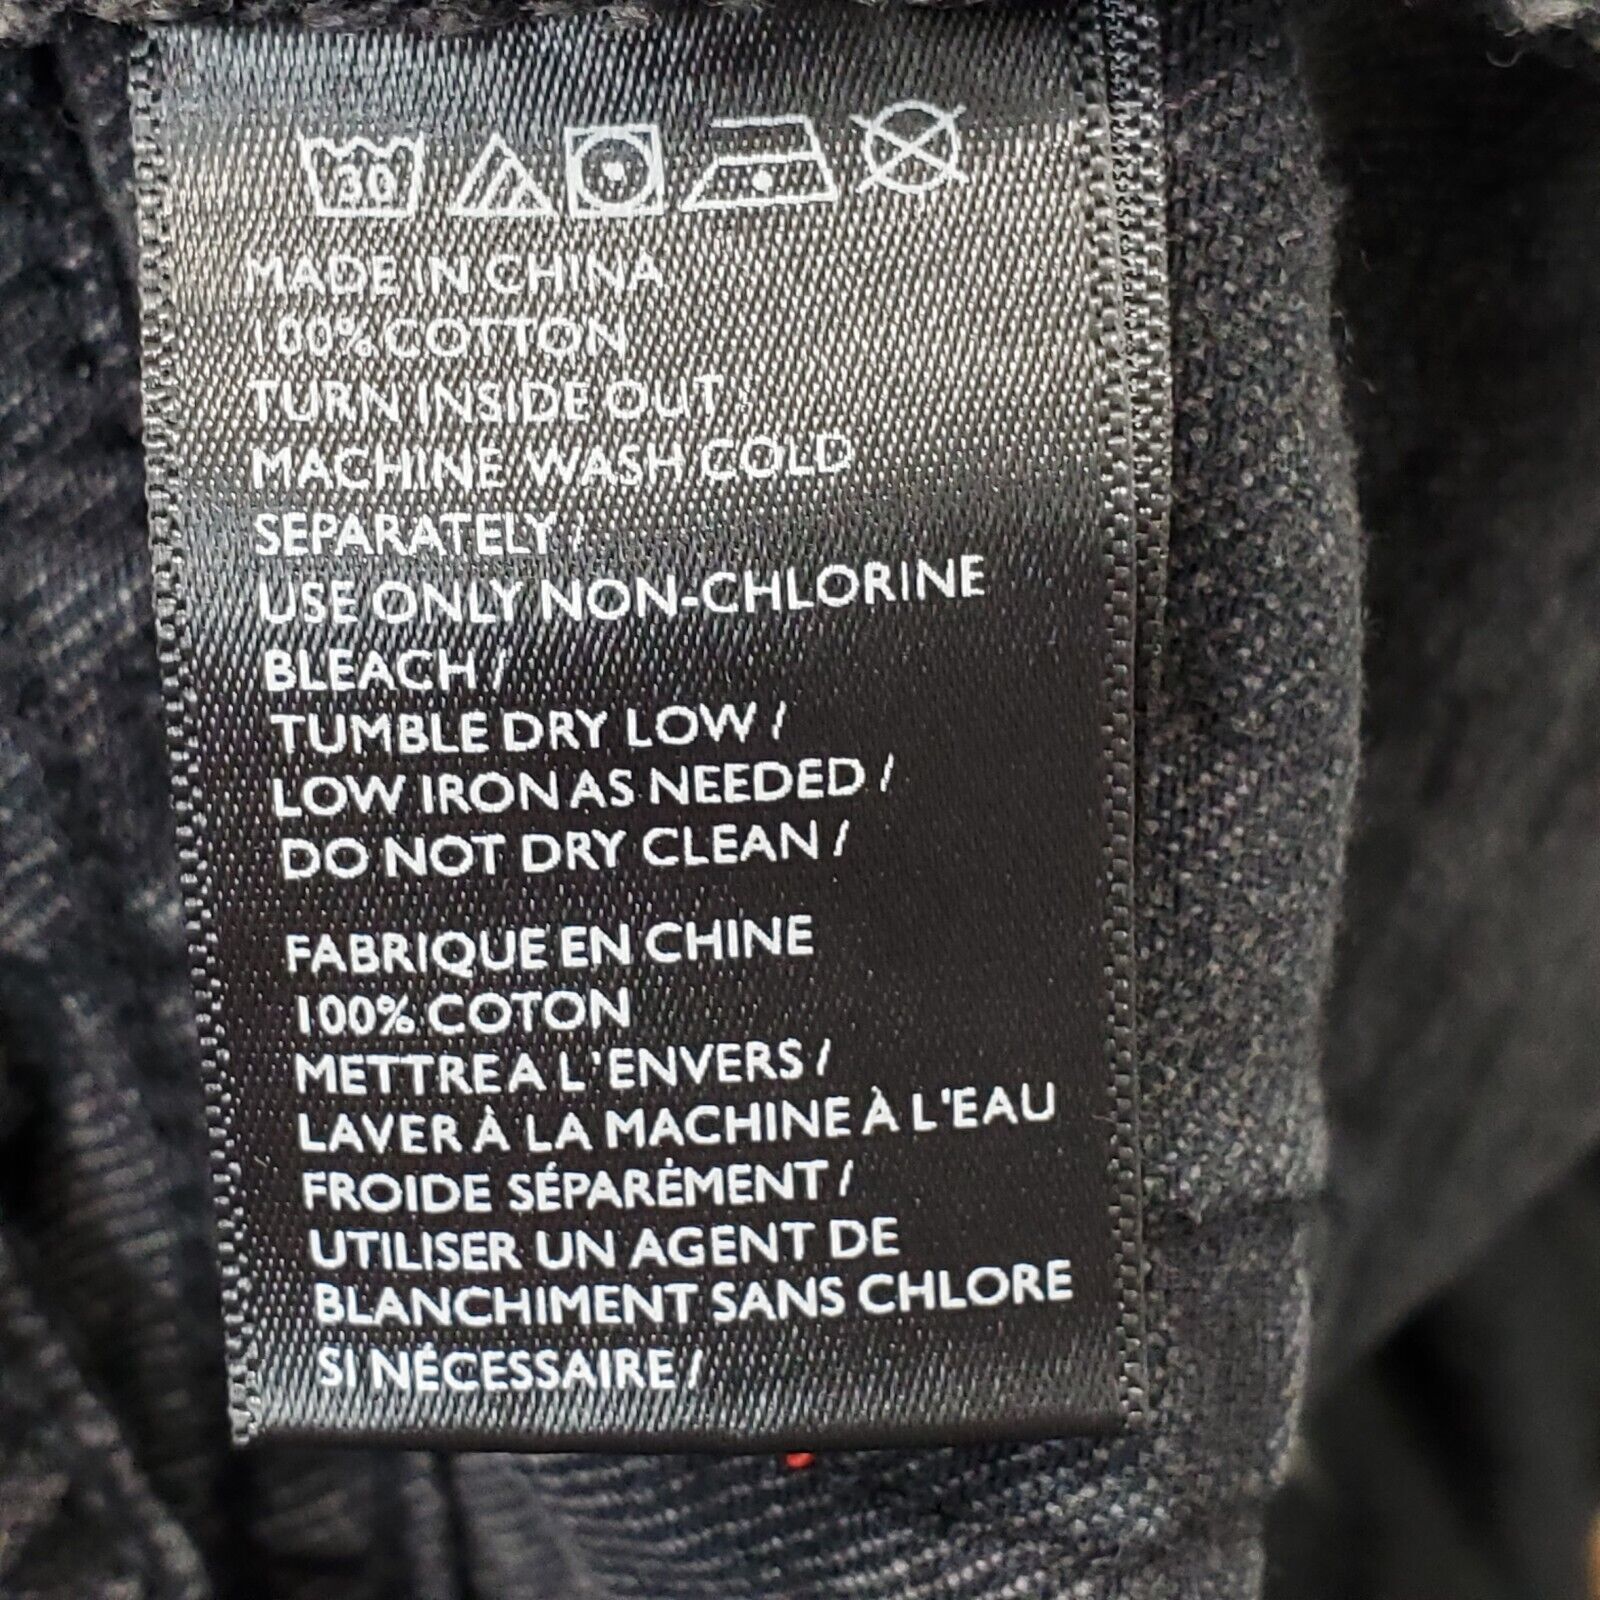 30
MADE IN CHINA
100% COTTON
TURN INSIDE OUT
MACHINE WASH COLD
SEPARATELY /
USE ONLY NON-CHLORINE
BLEACH /
TUMBLE DRY LOW /
LOW IRON AS NEEDED /
DO NOT DRY CLEAN /
FABRIQUE EN CHINE
100% COTON
METTRE A L'ENVERS /
LAVER À LA MACHINE À L'EAU
FROIDE SÉPARÉMENT /
UTILISER UN AGENT DE
BLANCHIMENT SANS CHLORE
SI NÉCESSAIRE /